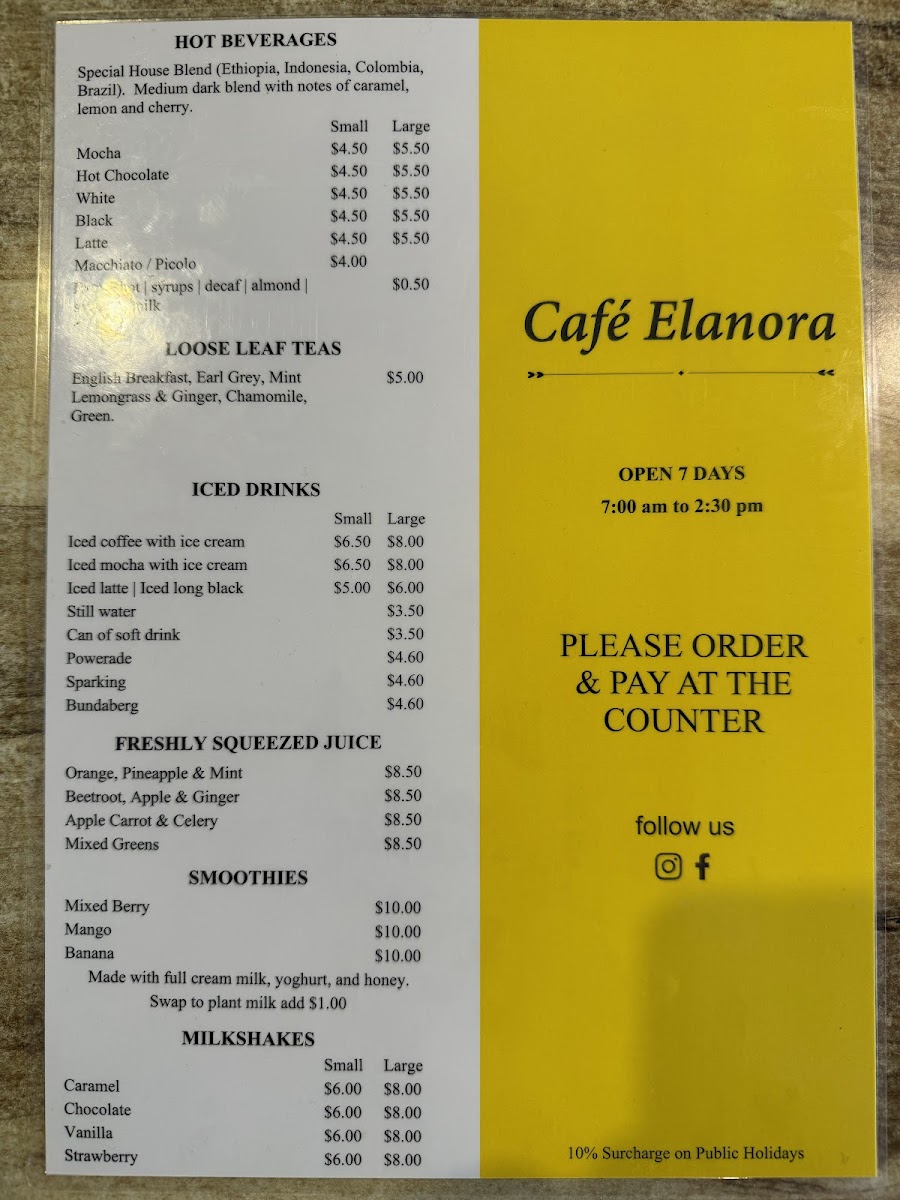 HOT BEVERAGES
Special House Blend (Ethiopia, Indonesia, Colombia,
Brazil). Medium dark blend with notes of caramel,
lemon and cherry.
Small Large
Mocha $4.50 $5.50
Hot Chocolate $4.50 $5.50
White $4.50 $5.50
Black $4.50 $5.50
Latte $4.50 $5.50
Macchiato / Picolo $4.00
| syrups | decaf | almond | $0.50
LOOSE LEAF TEAS
English Breakfast, Earl Grey, Mint $5.00
Lemongrass & Ginger, Chamomile,
Green.
ICED DRINKS
Small Large
Iced coffee with ice cream $6.50 $8.00
Iced mocha with ice cream $6.50 $8.00
Iced latte | Iced long black $5.00 $6.00
Still water $3.50
Can of soft drink $3.50
Powerade $4.60
Sparking $4.60
Bundaberg $4.60
FRESHLY SQUEEZED JUICE
Orange, Pineapple & Mint $8.50
Beetroot, Apple & Ginger $8.50
Apple Carrot & Celery $8.50
Mixed Greens $8.50
SMOOTHIES
Mixed Berry $10.00
Mango $10.00
Banana $10.00
Made with full cream milk, yoghurt, and honey.
Swap to plant milk add $1.00
MILKSHAKES
Small Large
Caramel $6.00 $8.00
Chocolate $6.00 $8.00
Vanilla $6.00 $8.00
Strawberry $6.00 $8.00
Café Elanora
OPEN 7 DAYS
7:00 am to 2:30 pm
PLEASE ORDER
& PAY AT THE
COUNTER
follow us
10% Surcharge on Public Holidays